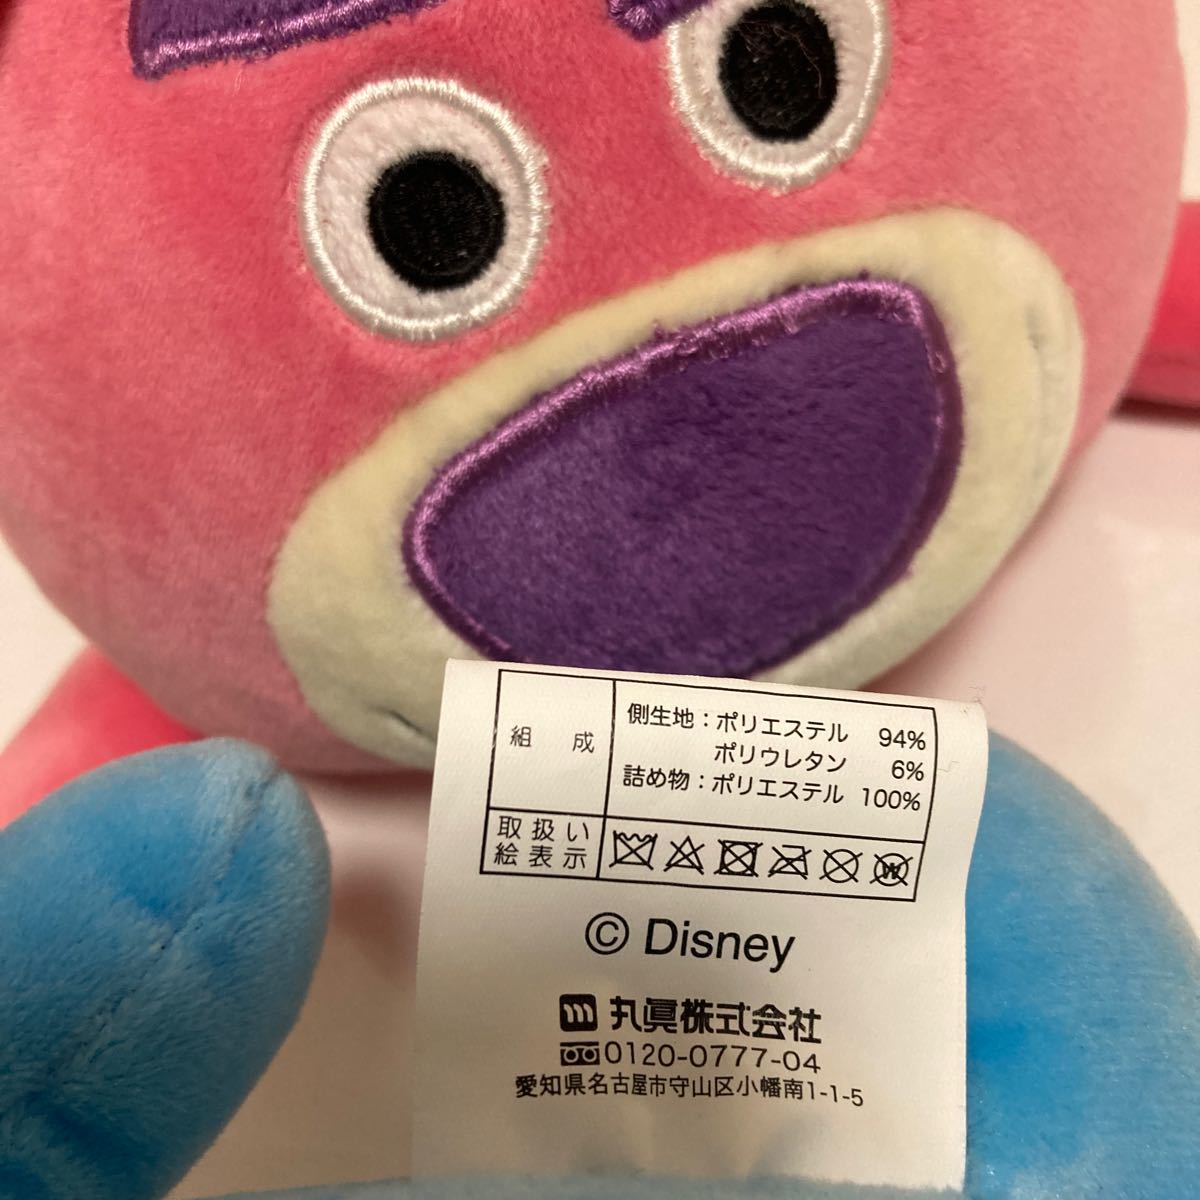 組成
側生地：ポリエステル 94%
ポリウレタン 6%
詰め物：ポリエステル 100%
取扱い
絵表示
W
© Disney
丸眞株式会社
0120-0777-04
愛知県名古屋市守山区小幡南1-1-5